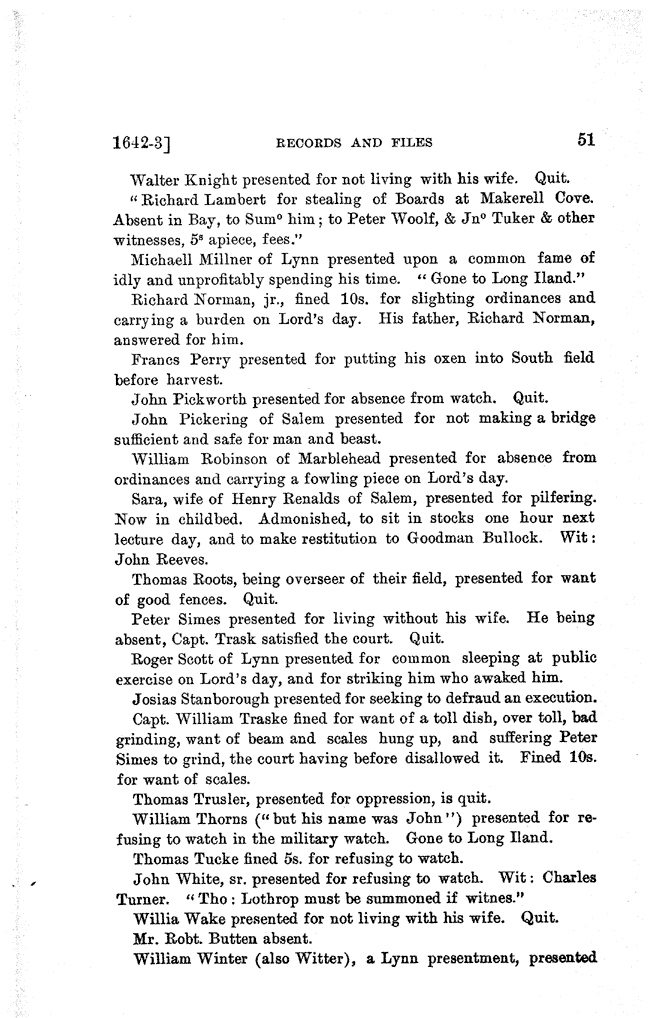 1642-3] RECORDS AND FILES 51
Walter Knight presented for not living with his wife. Quit.
"Richard Lambert for stealing of Boards at Makerell Cove.
Absent in Bay, to Sumº him; to Peter Woolf, & Jnº Tuker & other
witnesses, 5ˢ apiece, fees."
Michaell Millner of Lynn presented upon a common fame of
idly and unprofitably spending his time. "Gone to Long Iland."
Richard Norman, jr., fined 10s. for slighting ordinances and
carrying a burden on Lord's day. His father, Richard Norman,
answered for him.
Francs Perry presented for putting his oxen into South field
before harvest.
John Pickworth presented for absence from watch. Quit.
John Pickering of Salem presented for not making a bridge
sufficient and safe for man and beast.
William Robinson of Marblehead presented for absence from
ordinances and carrying a fowling piece on Lord's day.
Sara, wife of Henry Renalds of Salem, presented for pilfering.
Now in childbed. Admonished, to sit in stocks one hour next
lecture day, and to make restitution to Goodman Bullock. Wit:
John Reeves.
Thomas Roots, being overseer of their field, presented for want
of good fences. Quit.
Peter Simes presented for living without his wife. He being
absent, Capt. Trask satisfied the court. Quit.
Roger Scott of Lynn presented for common sleeping at public
exercise on Lord's day, and for striking him who awaked him.
Josias Stanborough presented for seeking to defraud an execution.
Capt. William Traske fined for want of a toll dish, over toll, bad
grinding, want of beam and scales hung up, and suffering Peter
Simes to grind, the court having before disallowed it. Fined 10s.
for want of scales.
Thomas Trusler, presented for oppression, is quit.
William Thorns ("but his name was John") presented for re-
fusing to watch in the military watch. Gone to Long Iland.
Thomas Tucke fined 5s. for refusing to watch.
John White, sr. presented for refusing to watch. Wit: Charles
Turner. "Tho: Lothrop must be summoned if witnes."
Willia Wake presented for not living with his wife. Quit.
Mr. Robt. Butten absent.
William Winter (also Witter), a Lynn presentment, presented